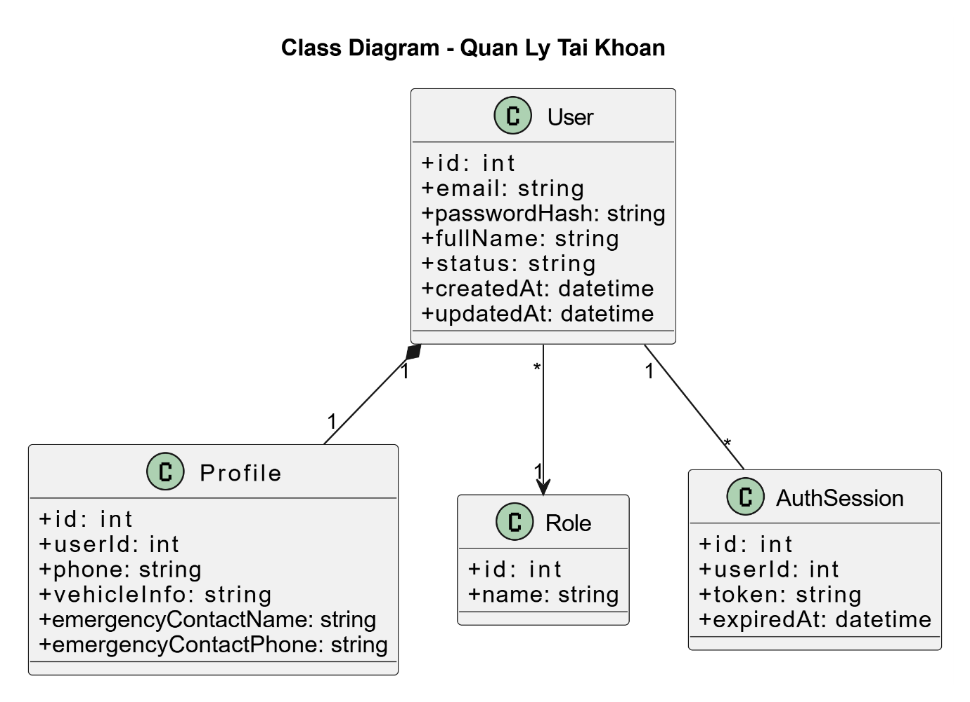 Class Diagram - Quan Ly Tai Khoan
C User
+id: int
+email: string
+passwordHash: string
+fullName: string
+status: string
+createdAt: datetime
+updatedAt: datetime
1
*
1
1
1
*
C Profile
+id: int
+userId: int
+phone: string
+vehicleInfo: string
+emergencyContactName: string
+emergencyContactPhone: string
C Role
+id: int
+name: string
C AuthSession
+id: int
+userId: int
+token: string
+expiredAt: datetime